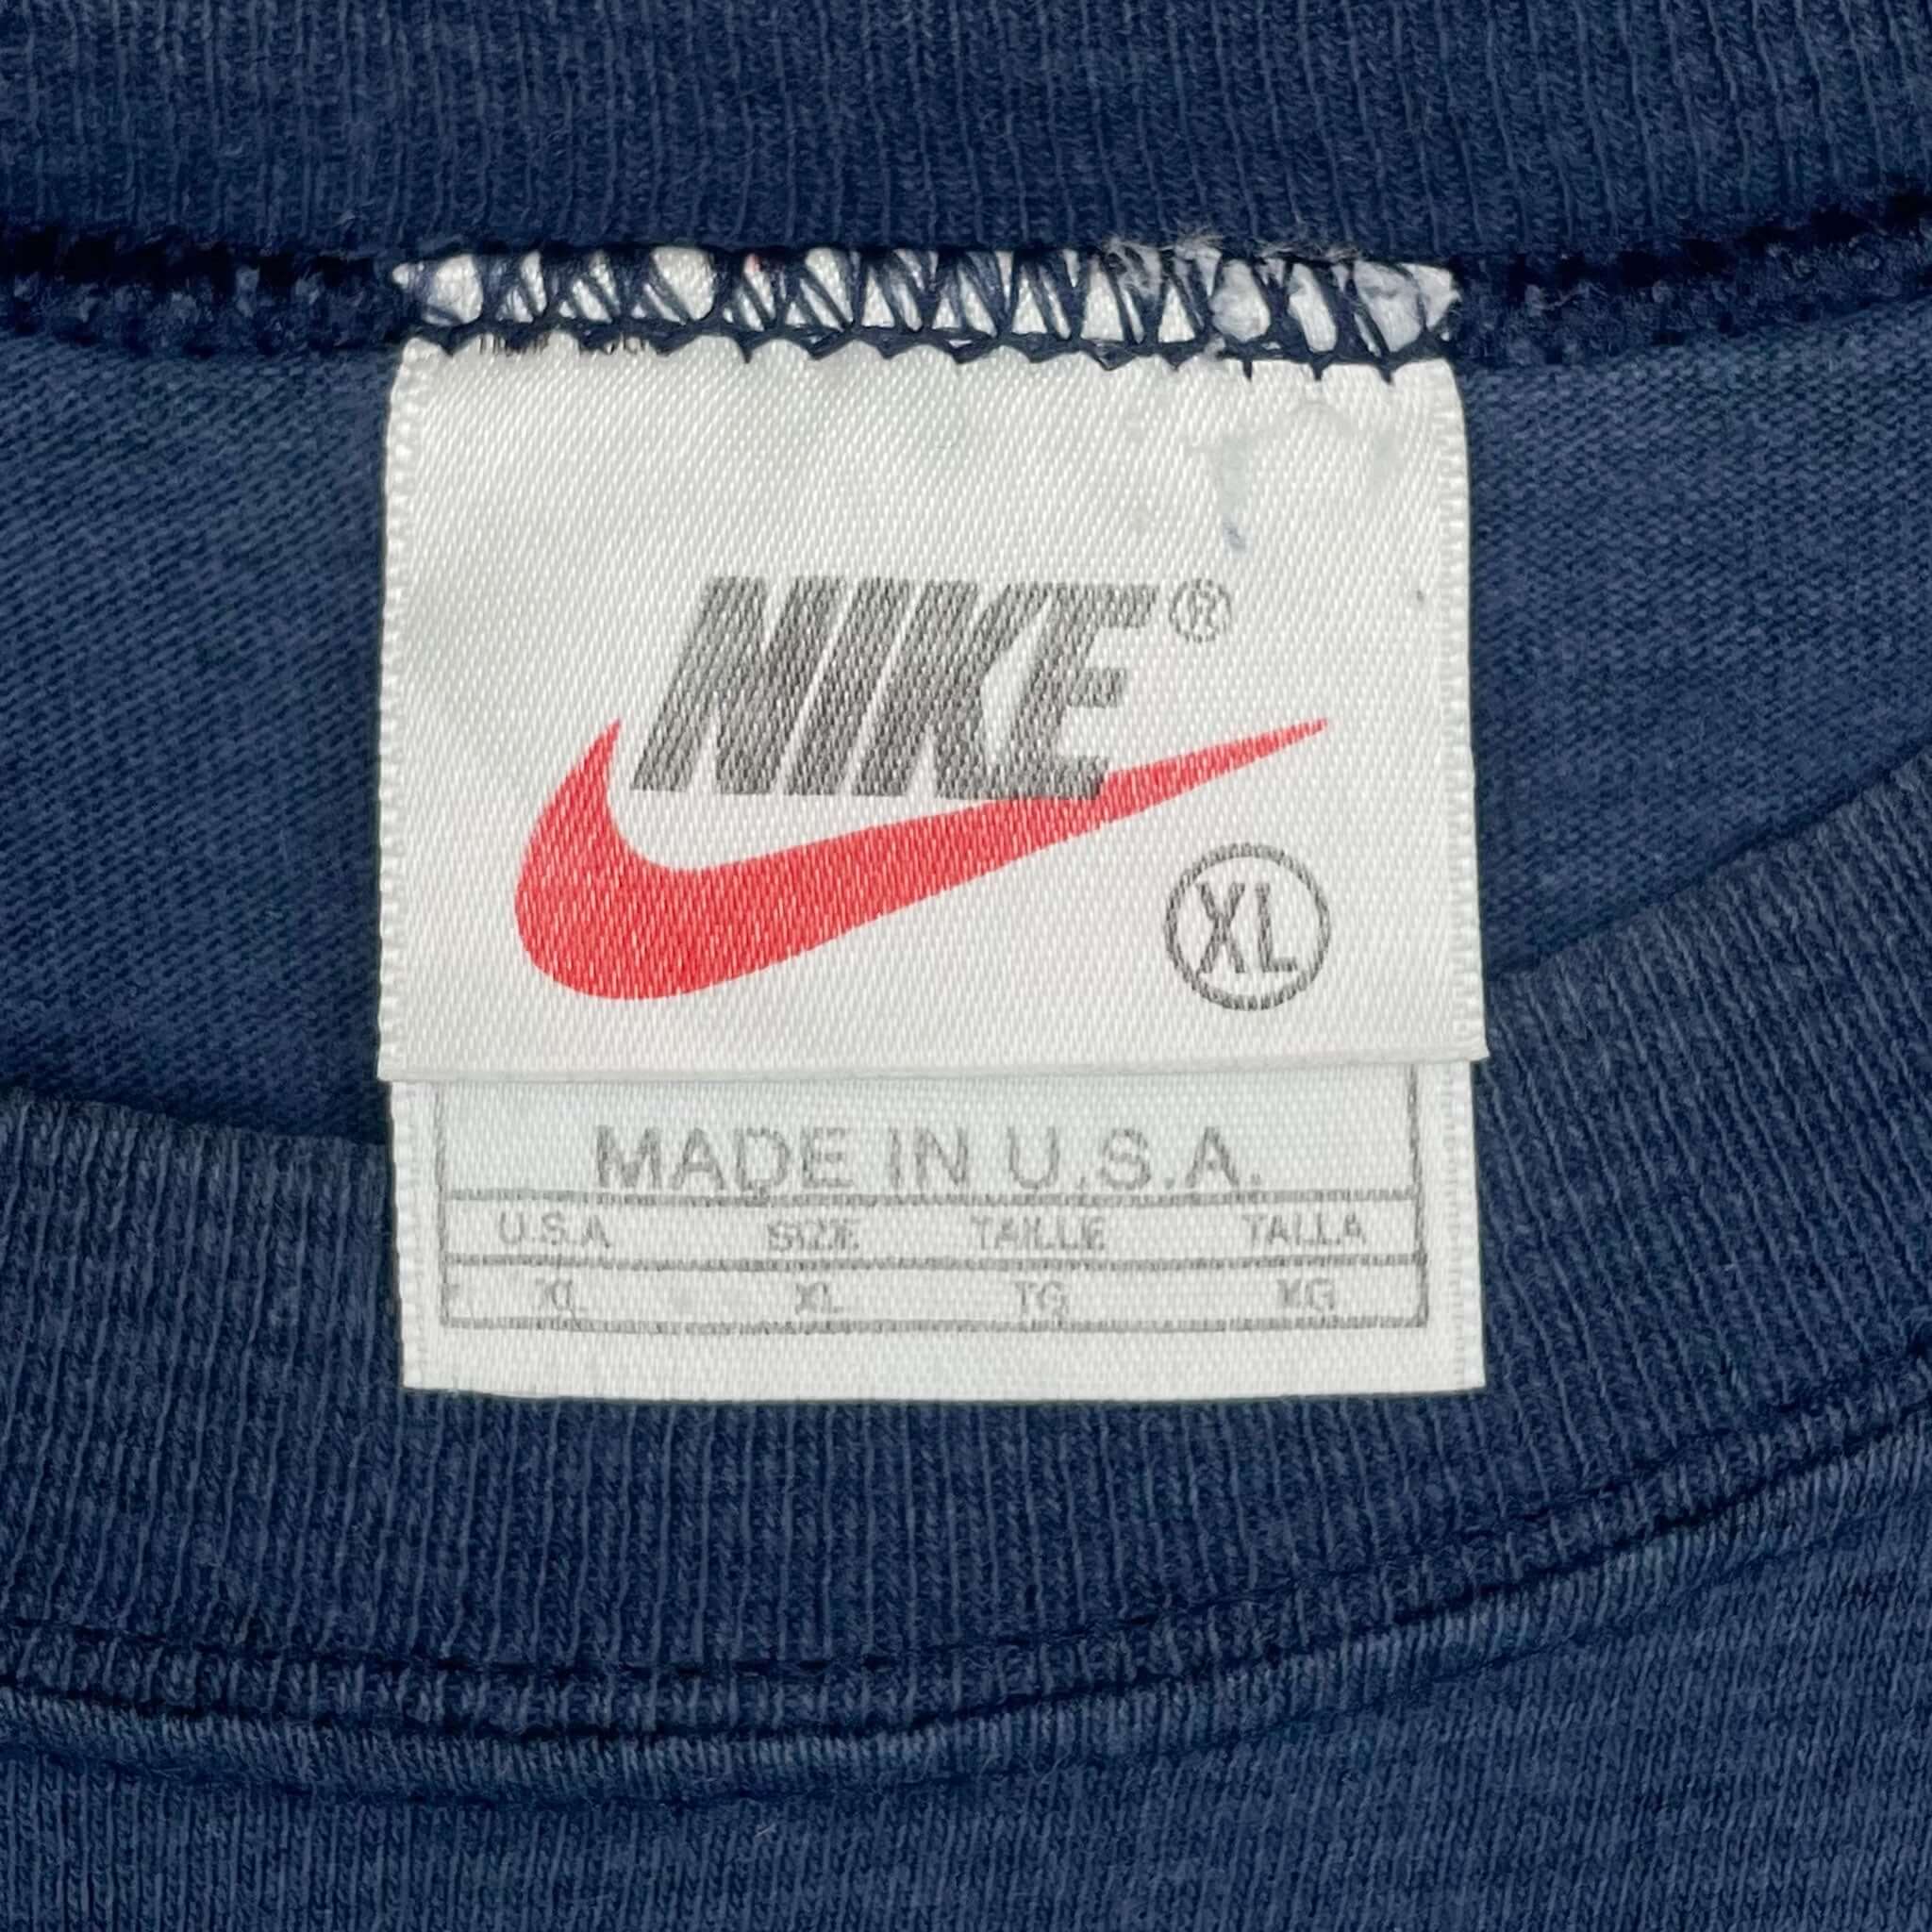 NIKE®
XL
MADE IN U.S.A.
U.S.A SIZE TAILLE TALLA
XL XL TG XG